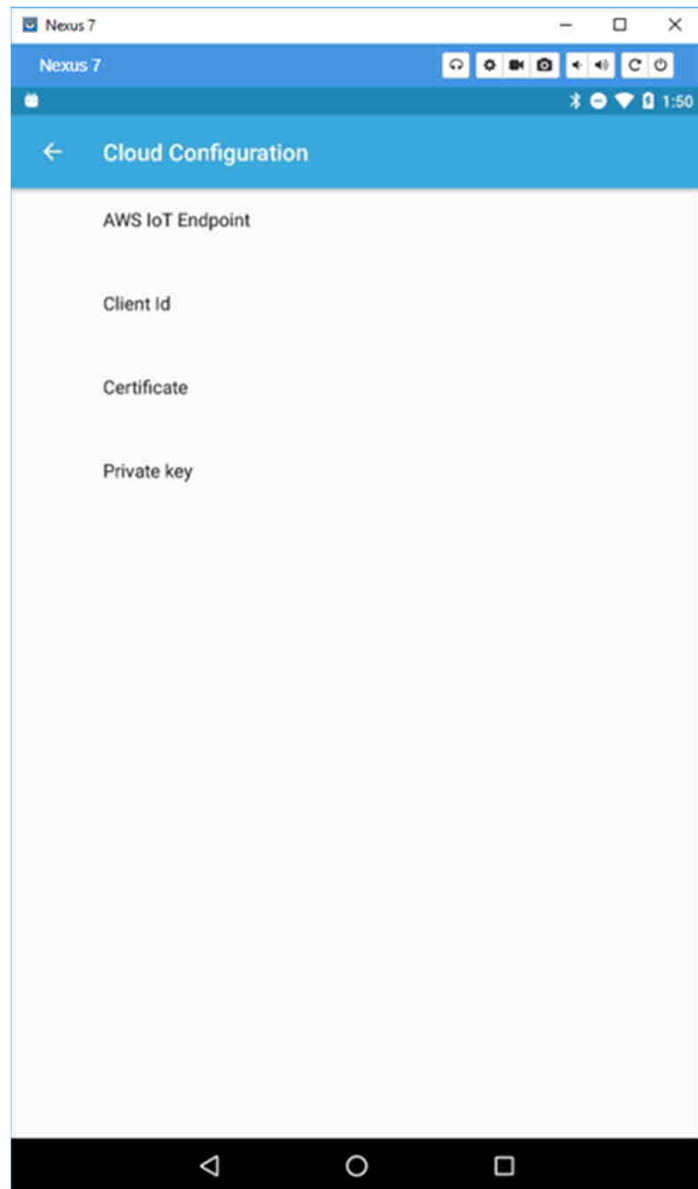 Nexus 7
Nexus 7
1:50
Cloud Configuration
AWS IoT Endpoint
Client Id
Certificate
Private key